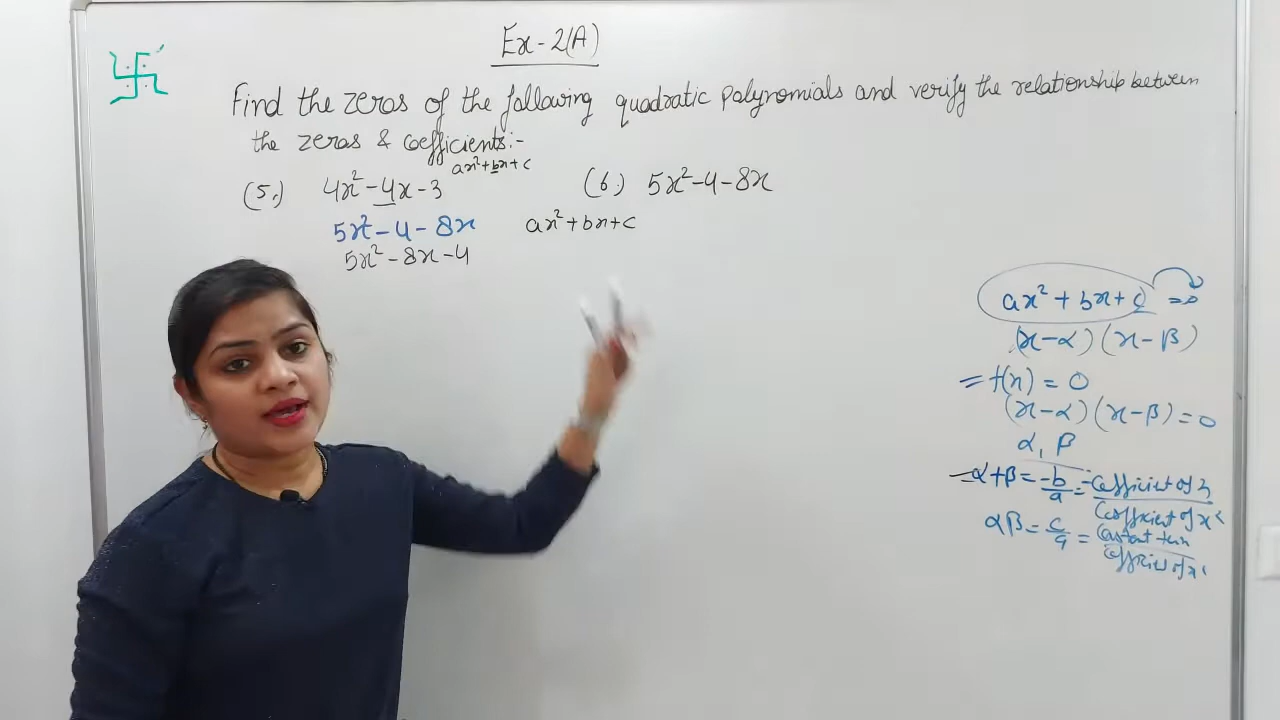 Ex-2(A)
Find the zeros of the following quadratic polynomials and verify the relationship between
the zeros & coefficients:-
ax²+bx+c
(5.) 4x²-4x-3 (6.) 5x²-4-8x
5x²-4-8x ax²+bx+c
5x²-8x-4
ax²+bx+c =0
(x-α)(x-β)
=f(x)=0
(x-α)(x-β)=0
α, β
α+β = -b/a = -Coefficient of x / Coefficient of x²
αβ = c/a = Constant term / Coefficient of x²